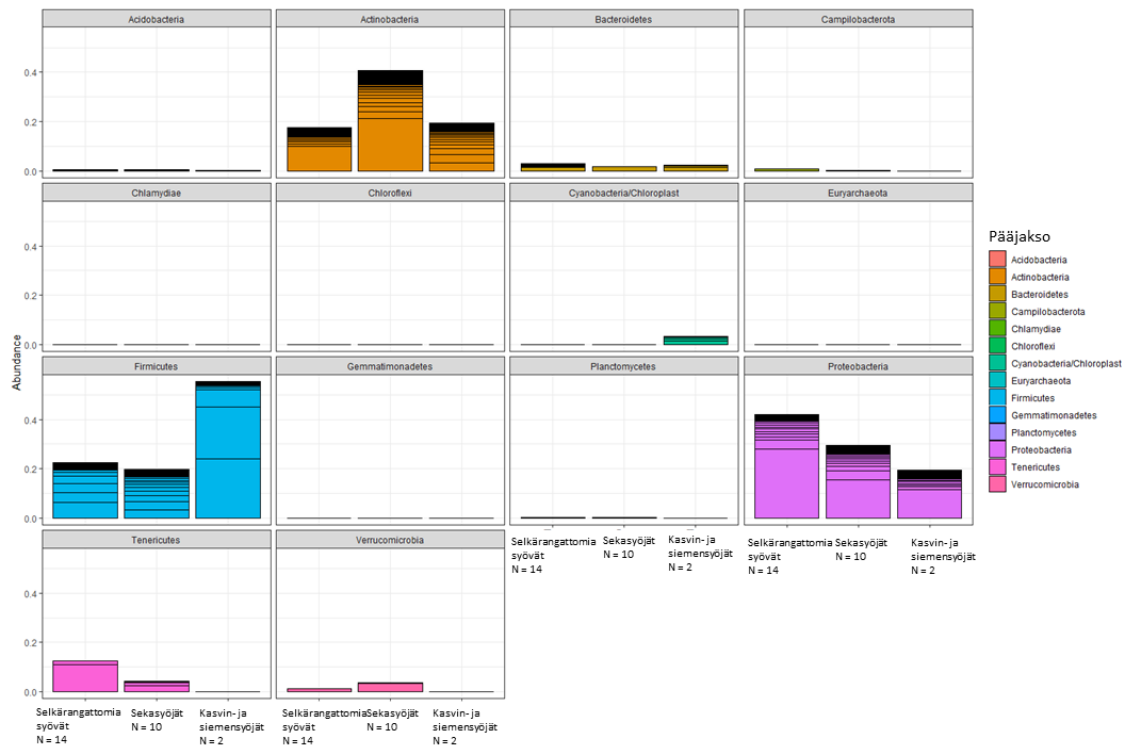 Acidobacteria
Actinobacteria
Bacteroidetes
Campilobacterota
0.4
0.2
0.0
Chlamydiae
Chloroflexi
Cyanobacteria/Chloroplast
Euryarchaeota
0.4
0.2
0.0
Abundance
Firmicutes
Gemmatimonadetes
Planctomycetes
Proteobacteria
0.4
0.2
0.0
Selkärangattomia
syövät
N = 14
Sekasyöjät
N = 10
Kasvin- ja
siemensyöjät
N = 2
Selkärangattomia
syövät
N = 14
Sekasyöjät
N = 10
Kasvin- ja
siemensyöjät
N = 2
Tenericutes
Verrucomicrobia
0.4
0.2
0.0
Selkärangattomia
syövät
N = 14
Sekasyöjät
N = 10
Kasvin- ja
siemensyöjät
N = 2
Selkärangattomia
syövät
N = 14
Sekasyöjät
N = 10
Kasvin- ja
siemensyöjät
N = 2
Pääjakso
Acidobacteria
Actinobacteria
Bacteroidetes
Campilobacterota
Chlamydiae
Chloroflexi
Cyanobacteria/Chloroplast
Euryarchaeota
Firmicutes
Gemmatimonadetes
Planctomycetes
Proteobacteria
Tenericutes
Verrucomicrobia